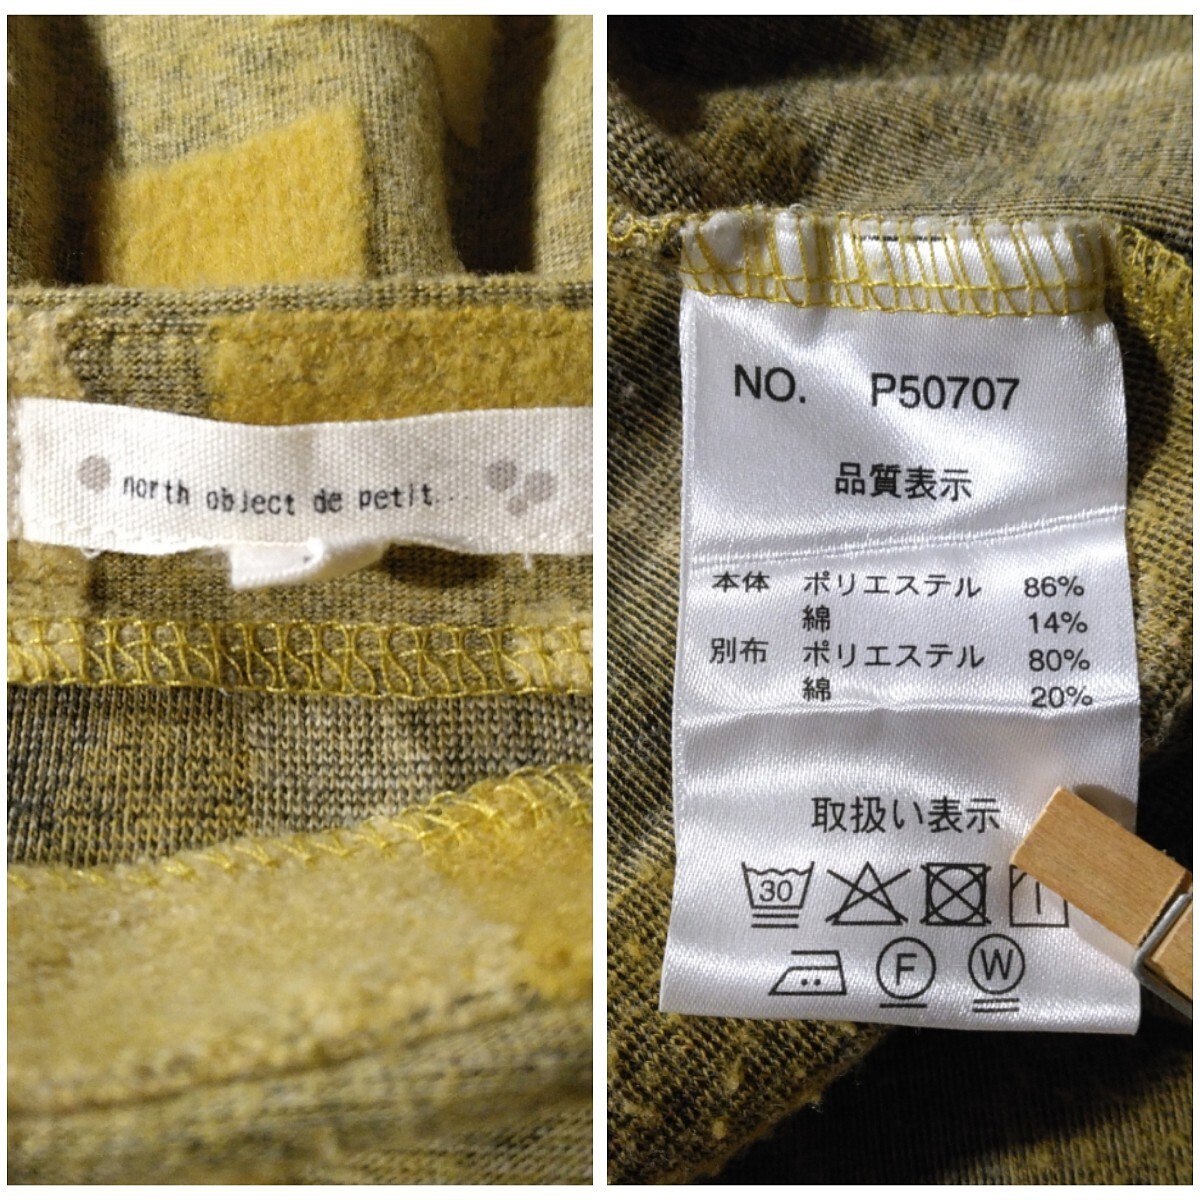 north object de petit..
NO. P50707
品質表示
本体 ポリエステル 86%
綿 14%
別布 ポリエステル 80%
綿 20%
取扱い表示
30
F W